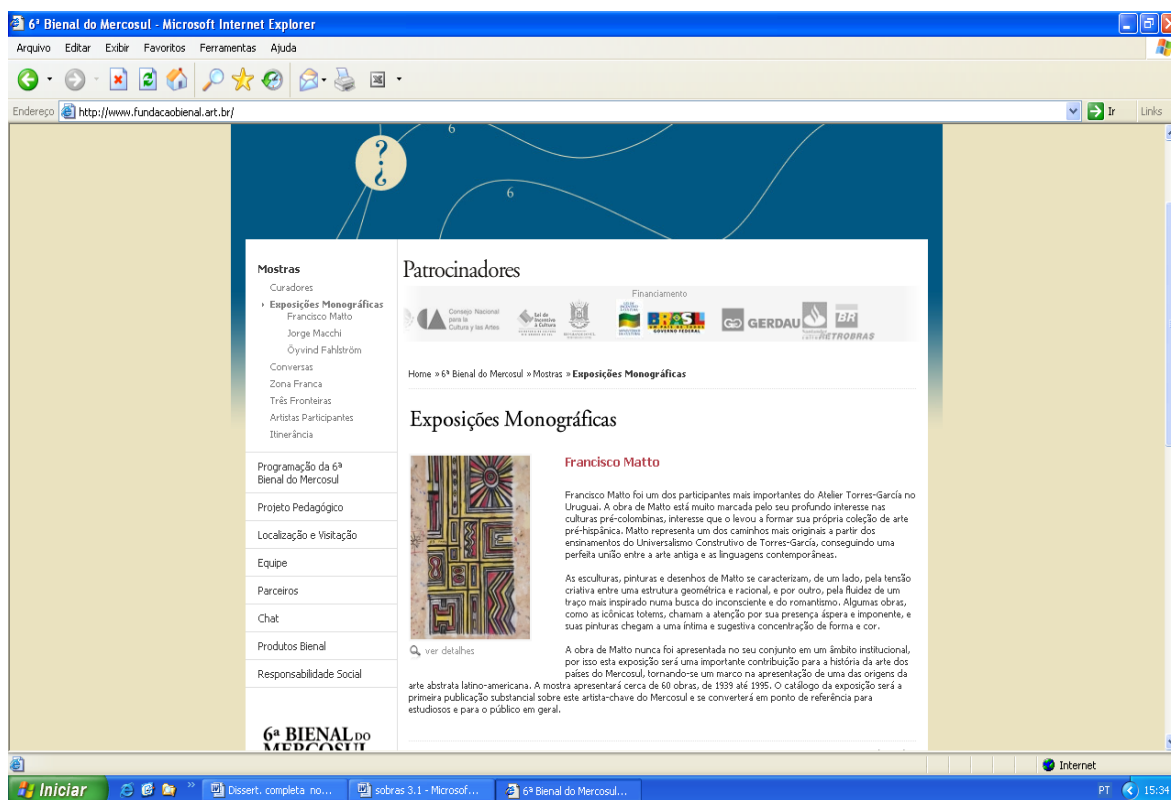 6ª Bienal do Mercosul - Microsoft Internet Explorer
Arquivo Editar Exibir Favoritos Ferramentas Ajuda
Endereço http://www.fundacaobienal.art.br/ Ir Links
6
?
¿
6
Mostras
Curadores
Exposições Monográficas
Francisco Matto
Jorge Macchi
Öyvind Fahlström
Conversas
Zona Franca
Três Fronteiras
Artistas Participantes
Itinerância
Programação da 6ª
Bienal do Mercosul
Projeto Pedagógico
Localização e Visitação
Equipe
Parceiros
Chat
Produtos Bienal
Responsabilidade Social
6ª BIENAL DO
MERCOSUL
Patrocinadores
Financiamento
Consejo Nacional
para la
Cultura y las Artes
Lei de
Incentivo
à Cultura
BRASIL
UM PAÍS DE TODOS
GOVERNO FEDERAL
GERDAU
BR
PETROBRAS
Home » 6ª Bienal do Mercosul » Mostras » Exposições Monográficas
Exposições Monográficas
Francisco Matto
Francisco Matto foi um dos participantes mais importantes do Atelier Torres-García no
Uruguai. A obra de Matto está muito marcada pelo seu profundo interesse nas
culturas pré-colombinas, interesse que o levou a formar sua própria coleção de arte
pré-hispânica. Matto representa um dos caminhos mais originais a partir dos
ensinamentos do Universalismo Construtivo de Torres-García, conseguindo uma
perfeita união entre a arte antiga e as linguagens contemporâneas.
As esculturas, pinturas e desenhos de Matto se caracterizam, de um lado, pela tensão
criativa entre uma estrutura geométrica e racional, e por outro, pela fluidez de um
traço mais inspirado numa busca do inconsciente e do romantismo. Algumas obras,
como as icônicas totems, chamam a atenção por sua presença áspera e imponente, e
suas pinturas chegam a uma íntima e sugestiva concentração de forma e cor.
ver detalhes
A obra de Matto nunca foi apresentada no seu conjunto em um âmbito institucional,
por isso esta exposição será uma importante contribuição para a história da arte dos
países do Mercosul, tornando-se um marco na apresentação de uma das origens da
arte abstrata latino-americana. A mostra apresentará cerca de 60 obras, de 1939 até 1995. O catálogo da exposição será a
primeira publicação substancial sobre este artista-chave do Mercosul e se converterá em ponto de referência para
estudiosos e para o público em geral.
Internet
Iniciar
Dissert. completa no...
sobras 3.1 - Microsof...
6ª Bienal do Mercosul...
PT 15:34